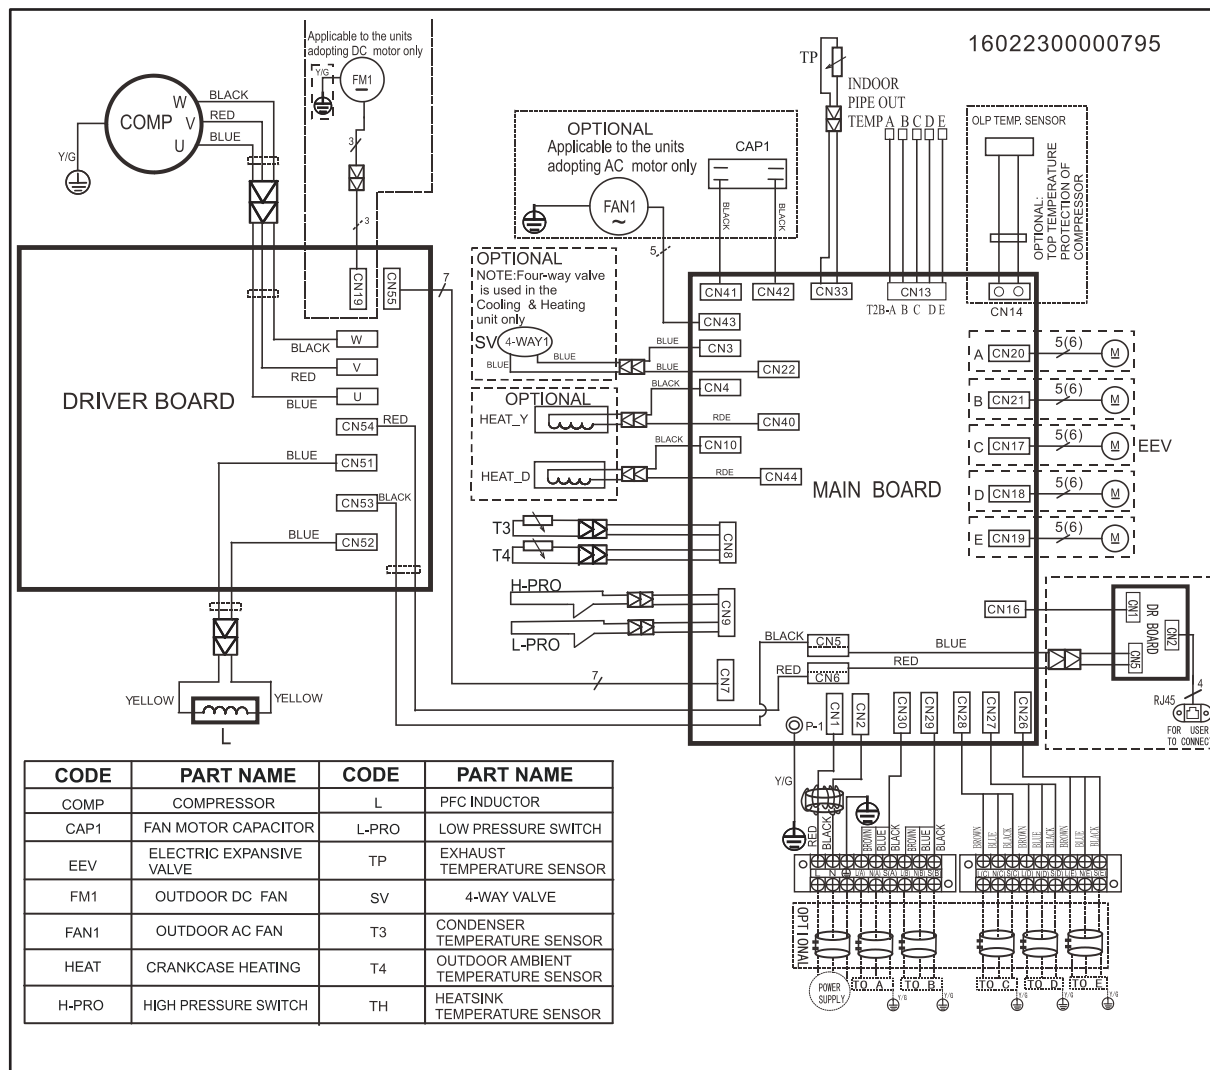 16022300000795
Applicable to the units
adopting DC motor only
Y/G
FM1
3
3
CN19
COMP
W
V
U
BLACK
RED
BLUE
Y/G
CN55
7
DRIVER BOARD
BLACK
W
RED
V
BLUE
U
CN54
RED
BLUE
CN51
CN53
BLACK
BLUE
CN52
YELLOW
YELLOW
L
OPTIONAL
Applicable to the units
adopting AC motor only
CAP1
FAN1
~
BLACK
BLACK
5
OPTIONAL
NOTE:Four-way valve
is used in the
Cooling & Heating
unit only
SV
4-WAY1
BLUE
BLUE
BLUE
BLUE
OPTIONAL
HEAT_Y
BLACK
RDE
HEAT_D
BLACK
RDE
T3
T4
H-PRO
L-PRO
7
TP
INDOOR
PIPE OUT
TEMP A B C D E
OLP TEMP. SENSOR
OPTIONAL:
TOP TEMPERATURE
PROTECTION OF
COMPRESSOR
CN41
CN42
CN33
CN13
T2B-A B C D E
CN14
CN43
CN3
CN22
CN4
CN40
CN10
CN44
CN8
CN9
CN7
MAIN BOARD
A CN20 5(6) M
B CN21 5(6) M
C CN17 5(6) M
EEV
D CN18 5(6) M
E CN19 5(6) M
CN16
BLACK
CN5
BLUE
RED
CN6
RED
CN1
DR BOARD
CN2
CN5
4
RJ45
FOR USER
TO CONNECT
P-1
CN1
CN2
CN30
CN29
CN28
CN27
CN26
Y/G
RED
BLACK
BROWN
BLUE
BLACK
BROWN
BLUE
BLACK
BROWN
BLUE
BLACK
BROWN
BLUE
BLACK
BROWN
BLUE
BLACK
L N L(A) N(A) S(A) L(B) N(B) S(B)
L(C) N(C) S(C) L(D) N(D) S(D) L(E) N(E) S(E)
OPTIONAL
POWER
SUPPLY
TO A
Y/G
TO B
Y/G
TO C
Y/G
TO D
Y/G
TO E
Y/G
CODE PART NAME CODE PART NAME
COMP COMPRESSOR L PFC INDUCTOR
CAP1 FAN MOTOR CAPACITOR L-PRO LOW PRESSURE SWITCH
EEV ELECTRIC EXPANSIVE VALVE TP EXHAUST TEMPERATURE SENSOR
FM1 OUTDOOR DC FAN SV 4-WAY VALVE
FAN1 OUTDOOR AC FAN T3 CONDENSER TEMPERATURE SENSOR
HEAT CRANKCASE HEATING T4 OUTDOOR AMBIENT TEMPERATURE SENSOR
H-PRO HIGH PRESSURE SWITCH TH HEATSINK TEMPERATURE SENSOR